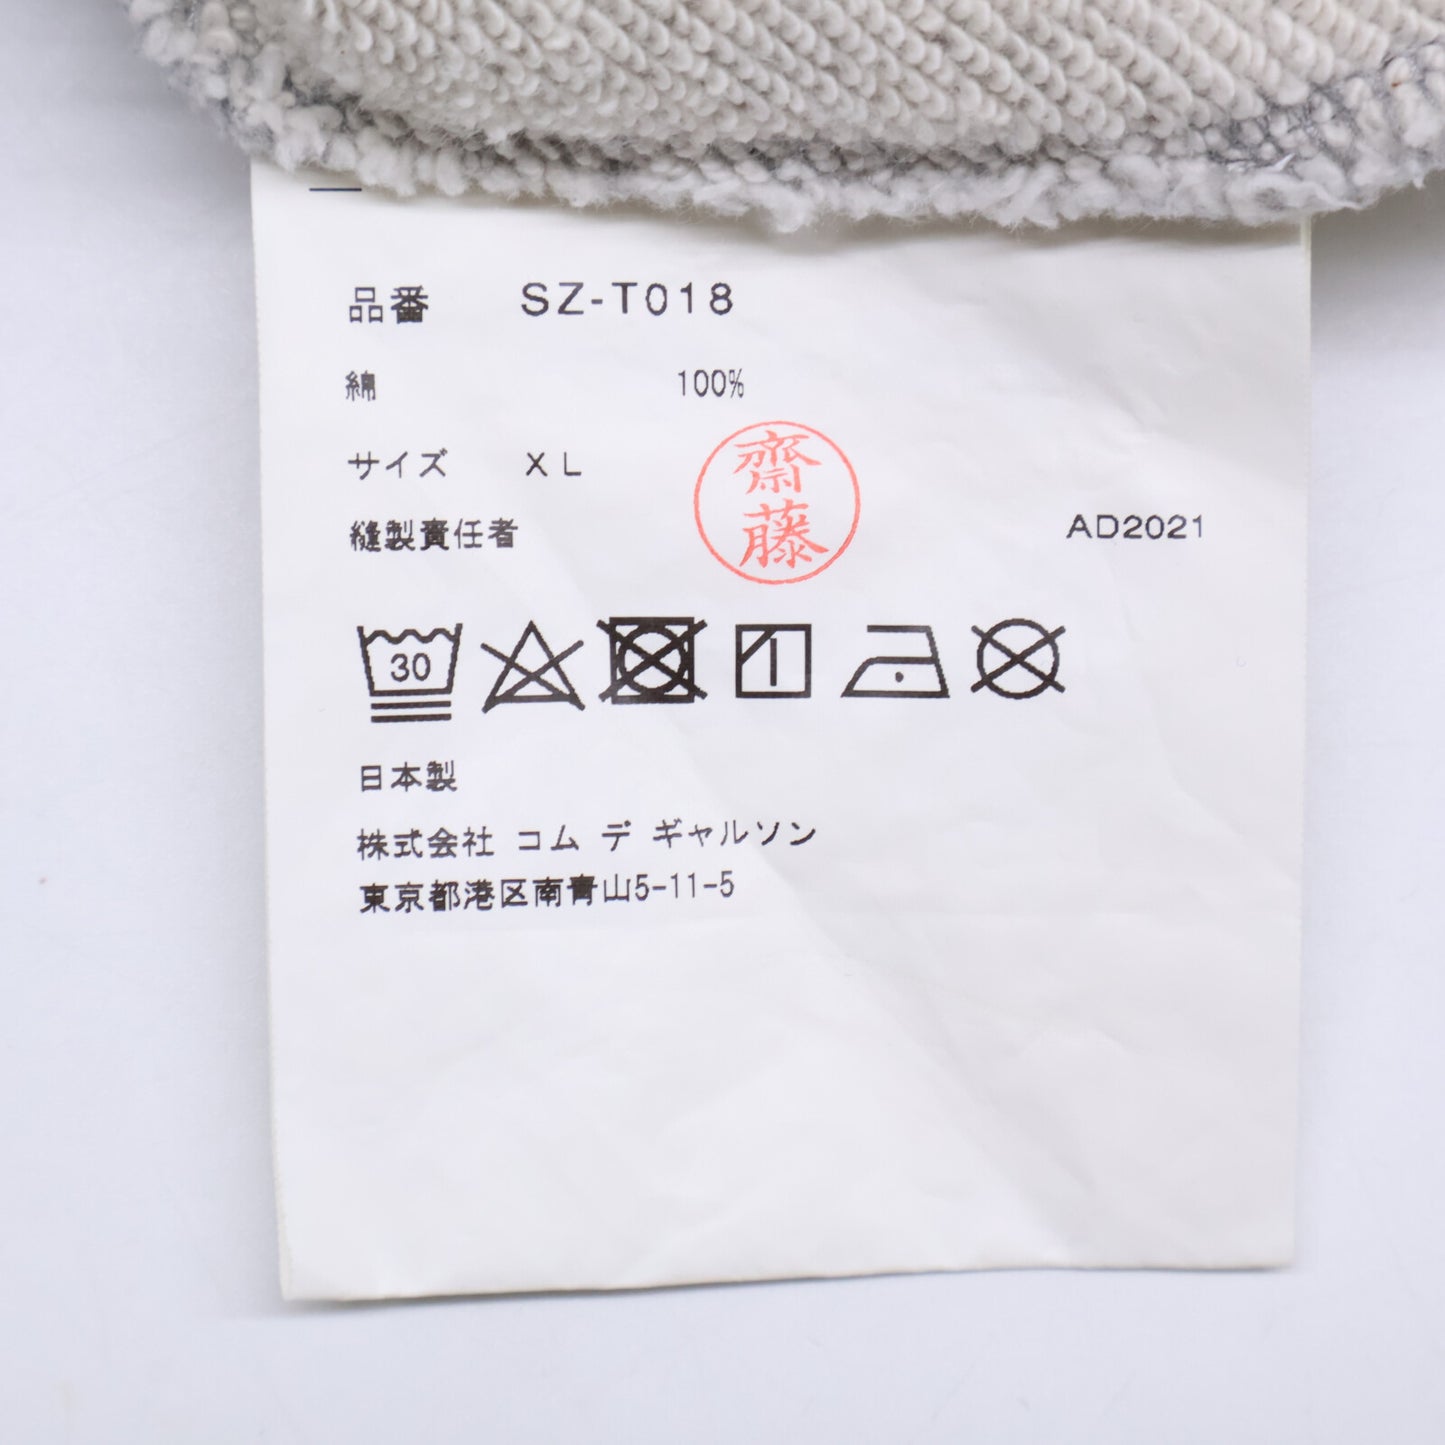 品番 SZ-T018
綿 100%
サイズ XL
縫製責任者 齋藤 AD2021
30
日本製
株式会社 コム デ ギャルソン
東京都港区南青山5-11-5